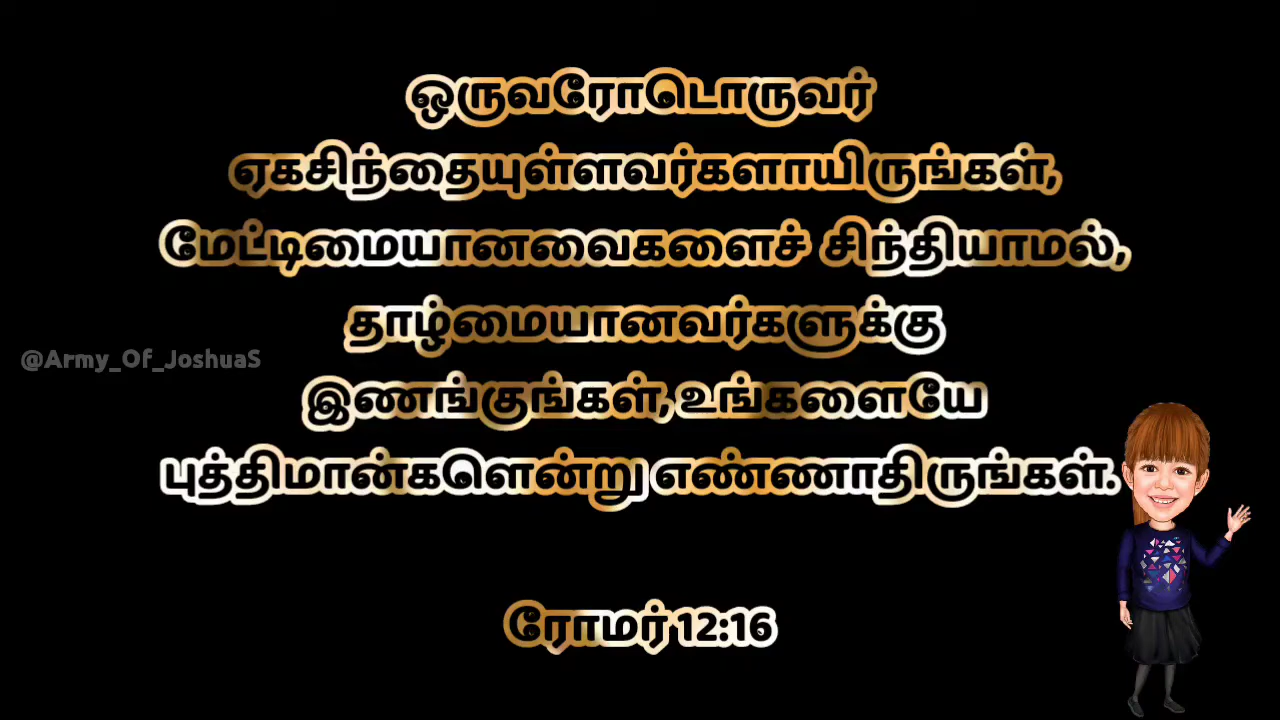 ஒருவரோடொருவர்
ஏகசிந்தையுள்ளவர்களாயிருங்கள்,
மேட்டிமையானவைகளைச் சிந்தியாமல்,
தாழ்மையானவர்களுக்கு
@Army_Of_JoshuaS
இணங்குங்கள், உங்களையே
புத்திமான்களென்று எண்ணாதிருங்கள்.
ரோமர் 12:16